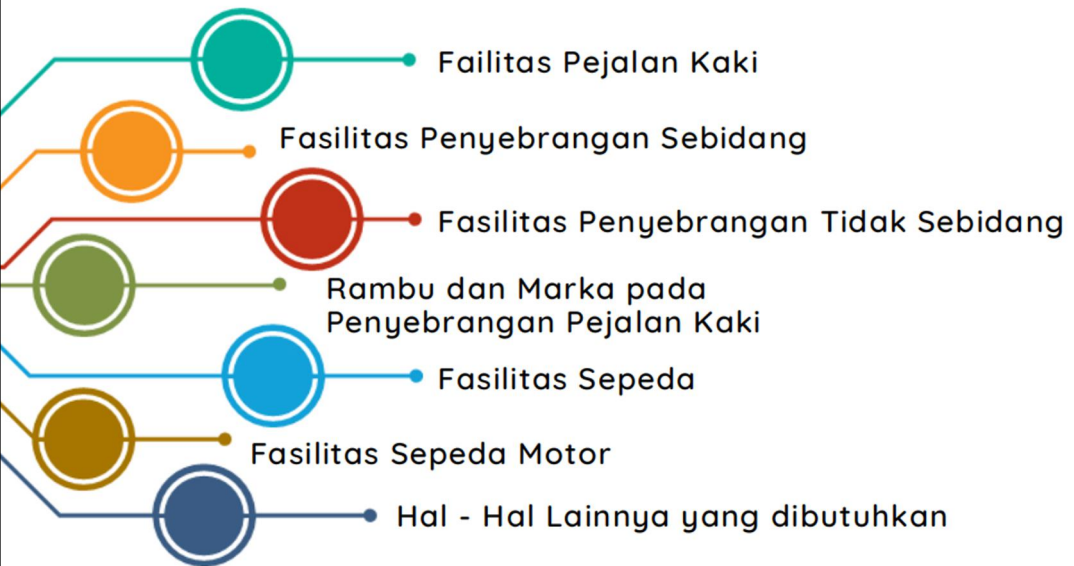 Failitas Pejalan Kaki
Fasilitas Penyebrangan Sebidang
Fasilitas Penyebrangan Tidak Sebidang
Rambu dan Marka pada
Penyebrangan Pejalan Kaki
Fasilitas Sepeda
Fasilitas Sepeda Motor
Hal - Hal Lainnya yang dibutuhkan